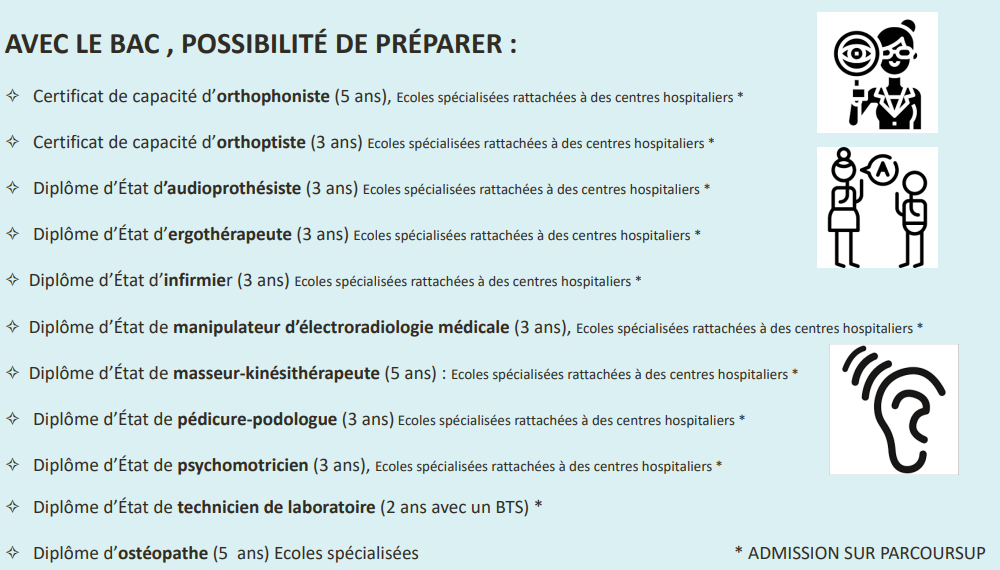 AVEC LE BAC , POSSIBILITÉ DE PRÉPARER :
✧ Certificat de capacité d’orthophoniste (5 ans), Ecoles spécialisées rattachées à des centres hospitaliers *
✧ Certificat de capacité d’orthoptiste (3 ans) Ecoles spécialisées rattachées à des centres hospitaliers *
✧ Diplôme d’État d’audioprothésiste (3 ans) Ecoles spécialisées rattachées à des centres hospitaliers *
✧ Diplôme d’État d’ergothérapeute (3 ans) Ecoles spécialisées rattachées à des centres hospitaliers *
✧ Diplôme d’État d’infirmier (3 ans) Ecoles spécialisées rattachées à des centres hospitaliers *
✧ Diplôme d’État de manipulateur d’électroradiologie médicale (3 ans), Ecoles spécialisées rattachées à des centres hospitaliers *
✧ Diplôme d’État de masseur-kinésithérapeute (5 ans) : Ecoles spécialisées rattachées à des centres hospitaliers *
✧ Diplôme d’État de pédicure-podologue (3 ans) Ecoles spécialisées rattachées à des centres hospitaliers *
✧ Diplôme d’État de psychomotricien (3 ans), Ecoles spécialisées rattachées à des centres hospitaliers *
✧ Diplôme d’État de technicien de laboratoire (2 ans avec un BTS) *
✧ Diplôme d’ostéopathe (5 ans) Ecoles spécialisées
* ADMISSION SUR PARCOURSUP
A